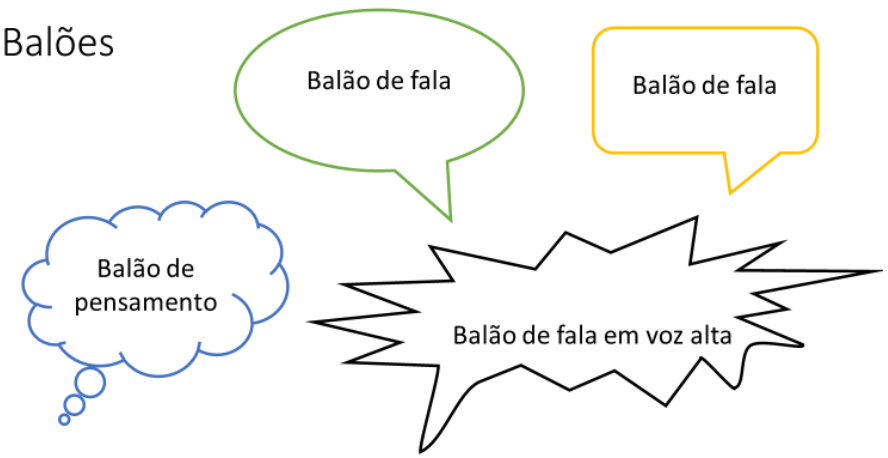 Balões
Balão de fala
Balão de fala
Balão de
pensamento
Balão de fala em voz alta